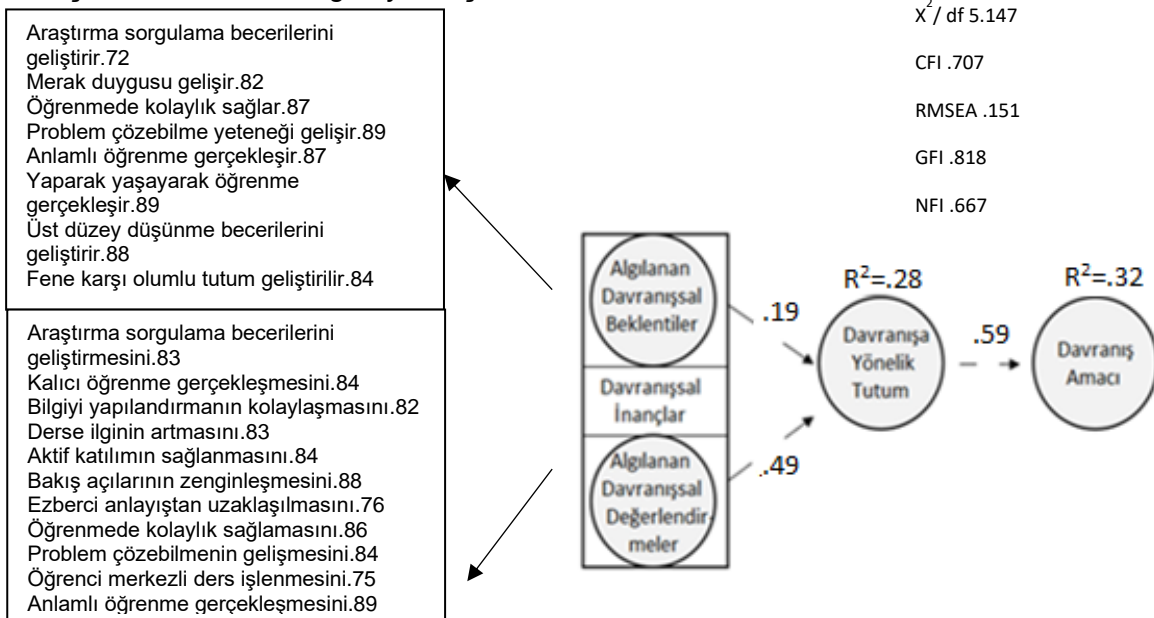 Araştırma sorgulama becerilerini
geliştirir.72
Merak duygusu gelişir.82
Öğrenmede kolaylık sağlar.87
Problem çözebilme yeteneği gelişir.89
Anlamlı öğrenme gerçekleşir.87
Yaparak yaşayarak öğrenme
gerçekleşir.89
Üst düzey düşünme becerilerini
geliştirir.88
Fene karşı olumlu tutum geliştirilir.84
Araştırma sorgulama becerilerini
geliştirmesini.83
Kalıcı öğrenme gerçekleşmesini.84
Bilgiyi yapılandırmanın kolaylaşmasını.82
Derse ilginin artmasını.83
Aktif katılımın sağlanmasını.84
Bakış açılarının zenginleşmesini.88
Ezberci anlayıştan uzaklaşılmasını.76
Öğrenmede kolaylık sağlamasını.86
Problem çözebilmenin gelişmesini.84
Öğrenci merkezli ders işlenmesini.75
Anlamlı öğrenme gerçekleşmesini.89
X²/ df 5.147
CFI .707
RMSEA .151
GFI .818
NFI .667
Algılanan
Davranışsal
Beklentiler
Davranışsal
İnançlar
Algılanan
Davranışsal
Değerlendir-
meler
.19
.49
R²=.28
Davranışa
Yönelik
Tutum
.59
R²=.32
Davranış
Amacı